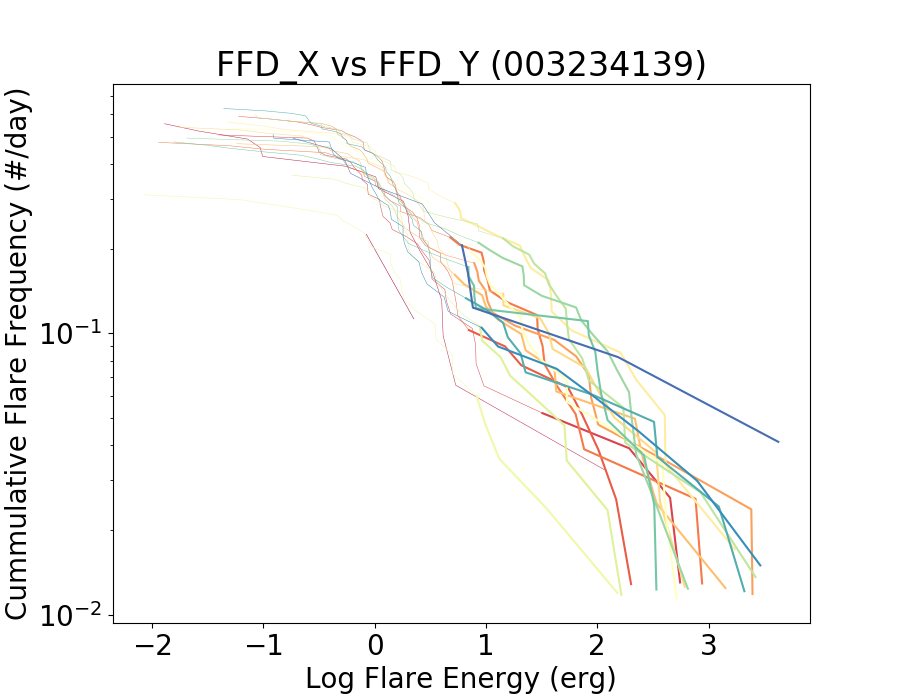 FFD_X vs FFD_Y (003234139)
Cummulative Flare Frequency (#/day)
10⁻¹
10⁻²
−2 −1 0 1 2 3
Log Flare Energy (erg)